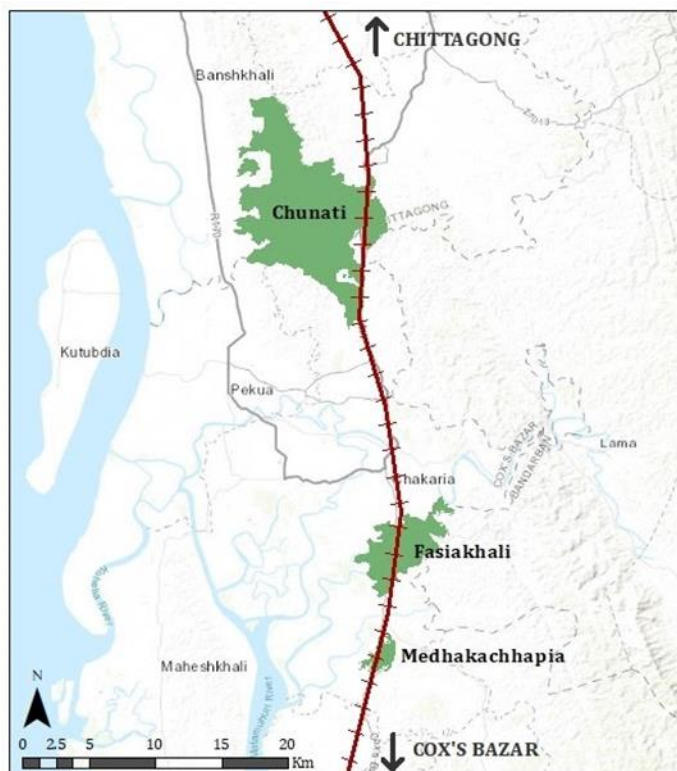 CHITTAGONG
Banshkhali
Chunati
CHITTAGONG
R170
Kutubdia
Pekua
Lama
COX'S BAZAR
BANDARBAN
Chakaria
Fasiakhali
Medhakachhapia
Maheshkhali
N
COX'S BAZAR
0 2.5 5 10 15 20
Km